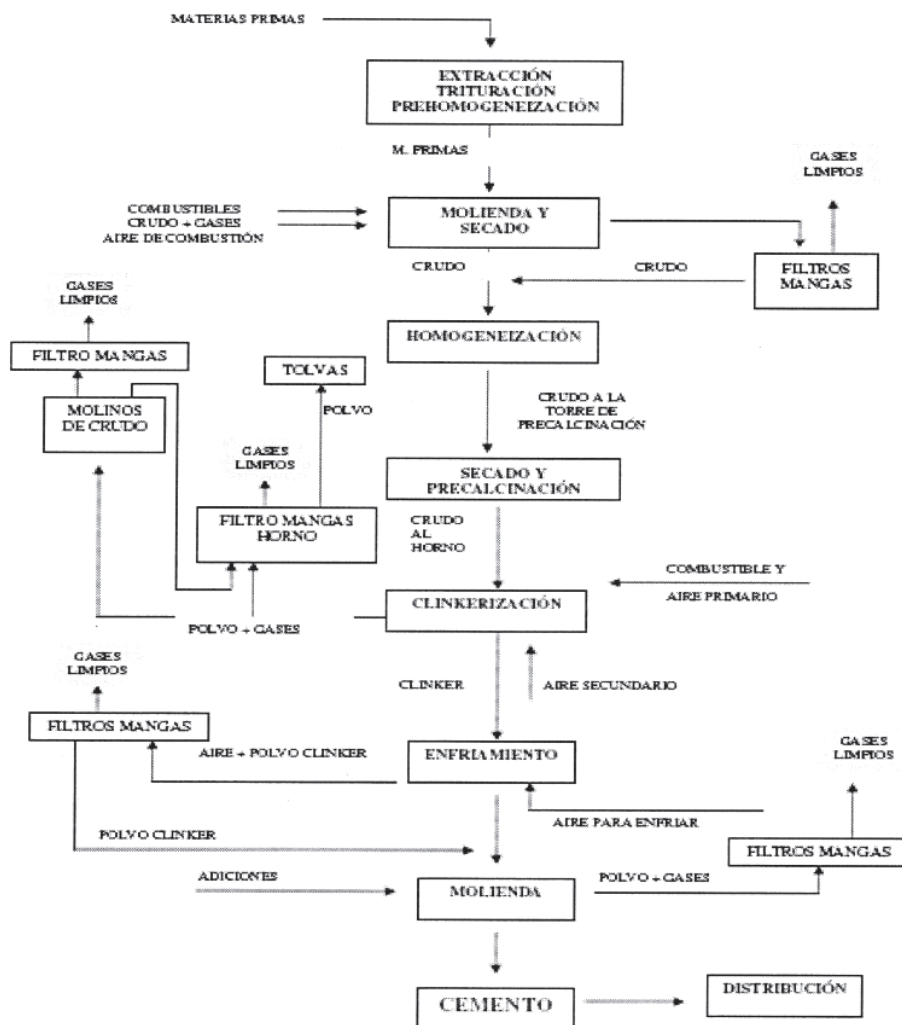 MATERIAS PRIMAS
EXTRACCIÓN
TRITURACIÓN
PREHOMOGENEIZACIÓN
M. PRIMAS
GASES
LIMPIOS
COMBUSTIBLES
CRUDO + GASES
AIRE DE COMBUSTIÓN
MOLIENDA Y
SECADO
CRUDO
CRUDO
FILTROS
MANGAS
GASES
LIMPIOS
HOMOGENEIZACIÓN
FILTRO MANGAS
TOLVAS
MOLINOS
DE CRUDO
POLVO
CRUDO A LA
TORRE DE
PRECALCINACIÓN
GASES
LIMPIOS
SECADO Y
PRECALCINACIÓN
FILTRO MANGAS
HORNO
CRUDO
AL
HORNO
COMBUSTIBLE Y
AIRE PRIMARIO
CLINKERIZACIÓN
POLVO + GASES
GASES
LIMPIOS
CLINKER
AIRE SECUNDARIO
FILTROS MANGAS
AIRE + POLVO CLINKER
ENFRIAMIENTO
GASES
LIMPIOS
AIRE PARA ENFRIAR
POLVO CLINKER
FILTROS MANGAS
ADICIONES
MOLIENDA
POLVO + GASES
CEMENTO
DISTRIBUCIÓN